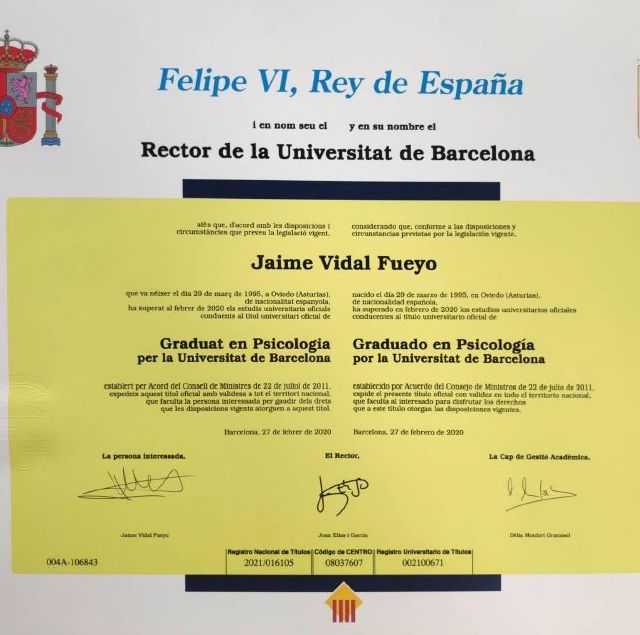 Felipe VI, Rey de España
i en nom seu el y en su nombre el
Rector de la Universitat de Barcelona
atès que, d'acord amb les disposicions i
circumstàncies que preveu la legislació vigent,
considerando que, conforme a las disposiciones y
circunstancias previstas por la legislación vigente,
Jaime Vidal Fueyo
que va néixer el dia 29 de març de 1995, a Oviedo (Asturias),
de nacionalitat espanyola,
ha superat al febrer de 2020 els estudis universitaris oficials
conduents al títol universitari oficial de
nacido el día 29 de marzo de 1995, en Oviedo (Asturias),
de nacionalidad española,
ha superado en febrero de 2020 los estudios universitarios oficiales
conducentes al título universitario oficial de
Graduat en Psicologia
per la Universitat de Barcelona
Graduado en Psicología
por la Universitat de Barcelona
establert per Acord del Consell de Ministres de 22 de juliol de 2011,
expedeix aquest títol oficial amb validesa a tot el territori nacional,
que faculta la persona interessada per gaudir dels drets
que les disposicions vigents atorguen a aquest títol.
establecido por Acuerdo del Consejo de Ministros de 22 de julio de 2011,
expide el presente título oficial con validez en todo el territorio nacional,
que faculta al interesado para disfrutar los derechos
que a este título otorgan las disposiciones vigentes.
Barcelona, 27 de febrer de 2020
Barcelona, 27 de febrero de 2020
La persona interessada,
El Rector,
La Cap de Gestió Acadèmica,
Jaime Vidal Fueyo
Joan Elias i Garcia
Dèlia Monfort
004A-106843
Registro Nacional de Títulos Código de CENTRO Registro Universitario de Títulos
2021/016105 08037607 002100671